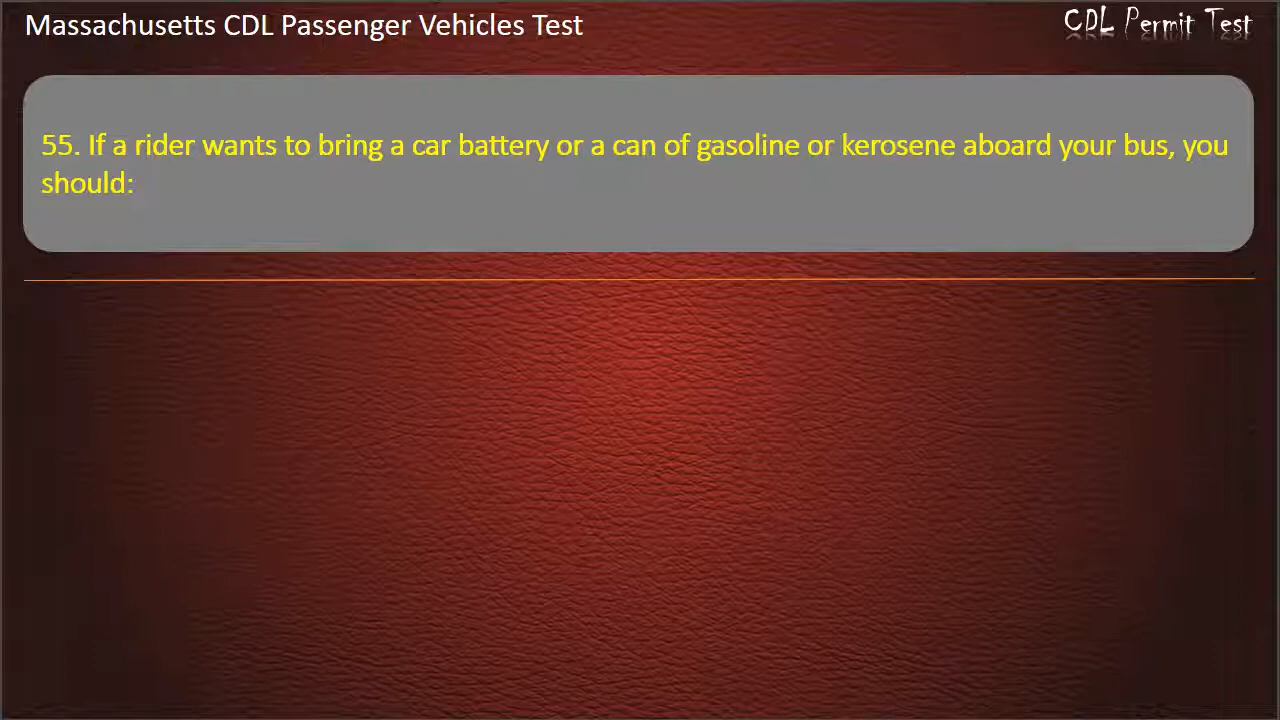 Massachusetts CDL Passenger Vehicles Test
CDL Permit Test
55. If a rider wants to bring a car battery or a can of gasoline or kerosene aboard your bus, you
should: